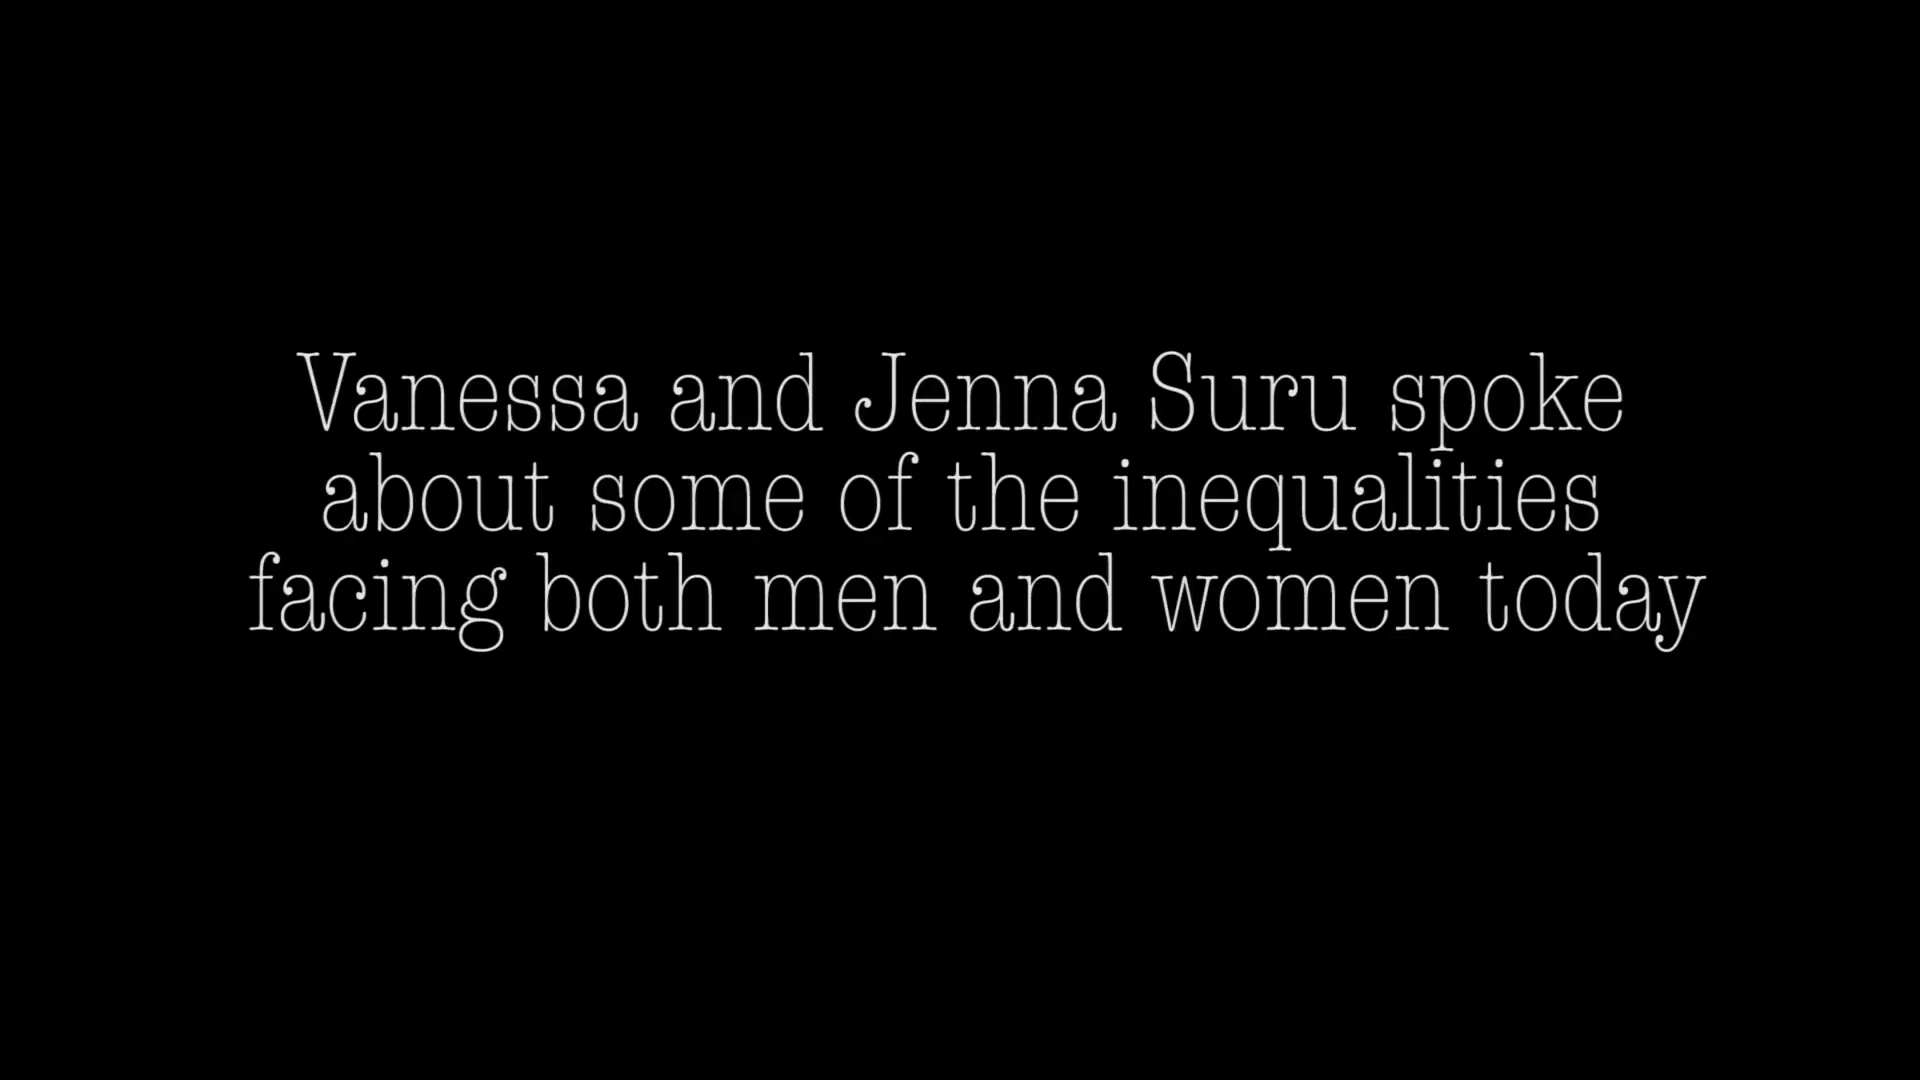 Vanessa and Jenna Suru spoke
about some of the inequalities
facing both men and women today